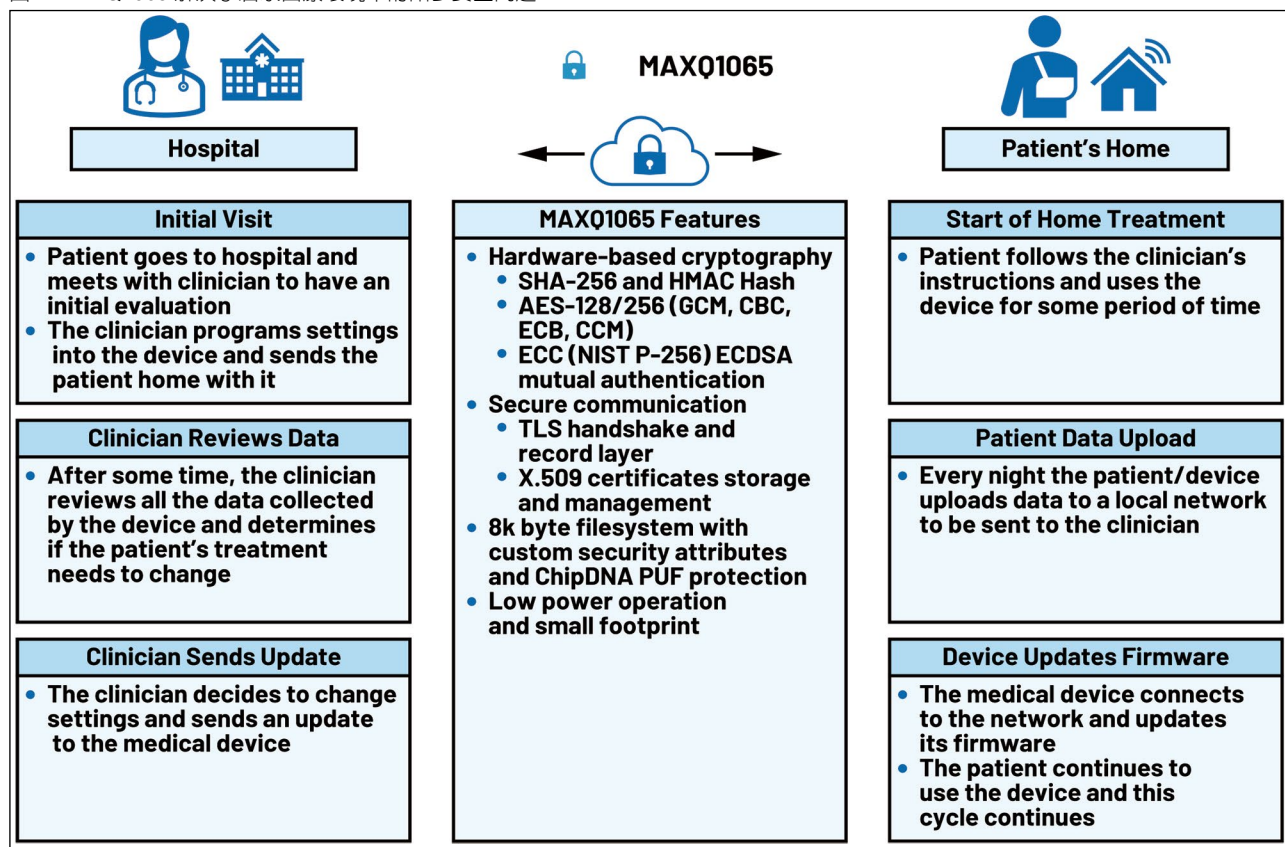 MAXQ1065
Hospital
Patient's Home
Initial Visit
• Patient goes to hospital and
meets with clinician to have an
initial evaluation
• The clinician programs settings
into the device and sends the
patient home with it
Clinician Reviews Data
• After some time, the clinician
reviews all the data collected
by the device and determines
if the patient's treatment
needs to change
Clinician Sends Update
• The clinician decides to change
settings and sends an update
to the medical device
MAXQ1065 Features
• Hardware-based cryptography
• SHA-256 and HMAC Hash
• AES-128/256 (GCM, CBC,
ECB, CCM)
• ECC (NIST P-256) ECDSA
mutual authentication
• Secure communication
• TLS handshake and
record layer
• X.509 certificates storage
and management
• 8k byte filesystem with
custom security attributes
and ChipDNA PUF protection
• Low power operation
and small footprint
Start of Home Treatment
• Patient follows the clinician's
instructions and uses the
device for some period of time
Patient Data Upload
• Every night the patient/device
uploads data to a local network
to be sent to the clinician
Device Updates Firmware
• The medical device connects
to the network and updates
its firmware
• The patient continues to
use the device and this
cycle continues